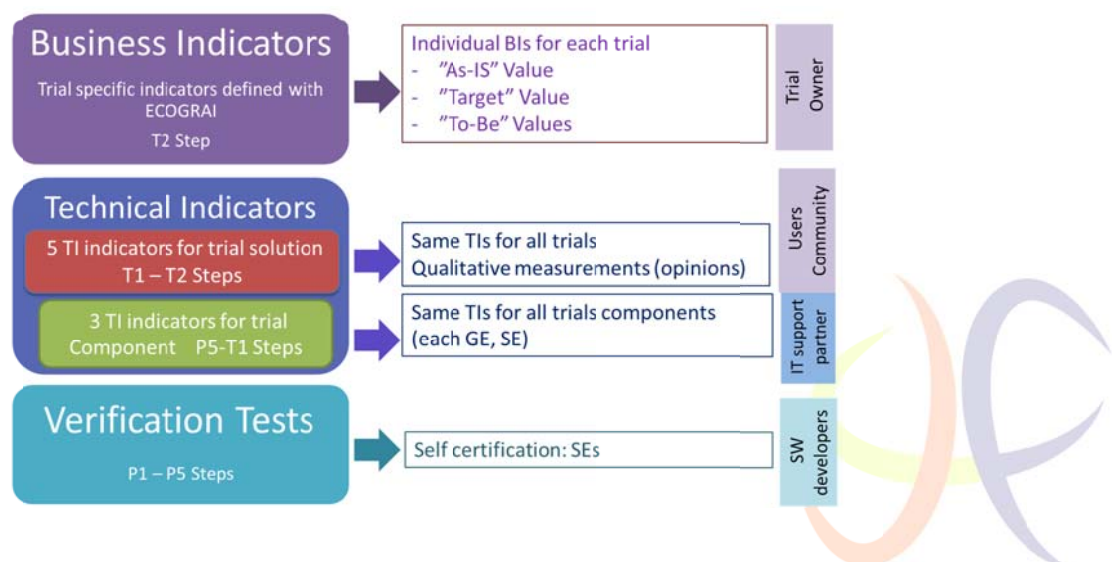 Business Indicators
Trial specific indicators defined with
ECOGRAI
T2 Step
Individual BIs for each trial
- ”As-IS” Value
- ”Target” Value
- ”To-Be” Values
Trial
Owner
Technical Indicators
5 TI indicators for trial solution
T1 – T2 Steps
Same TIs for all trials
Qualitative measurements (opinions)
Users
Community
3 TI indicators for trial
Component P5-T1 Steps
Same TIs for all trials components
(each GE, SE)
IT support
partner
Verification Tests
P1 – P5 Steps
Self certification: SEs
SW
developers